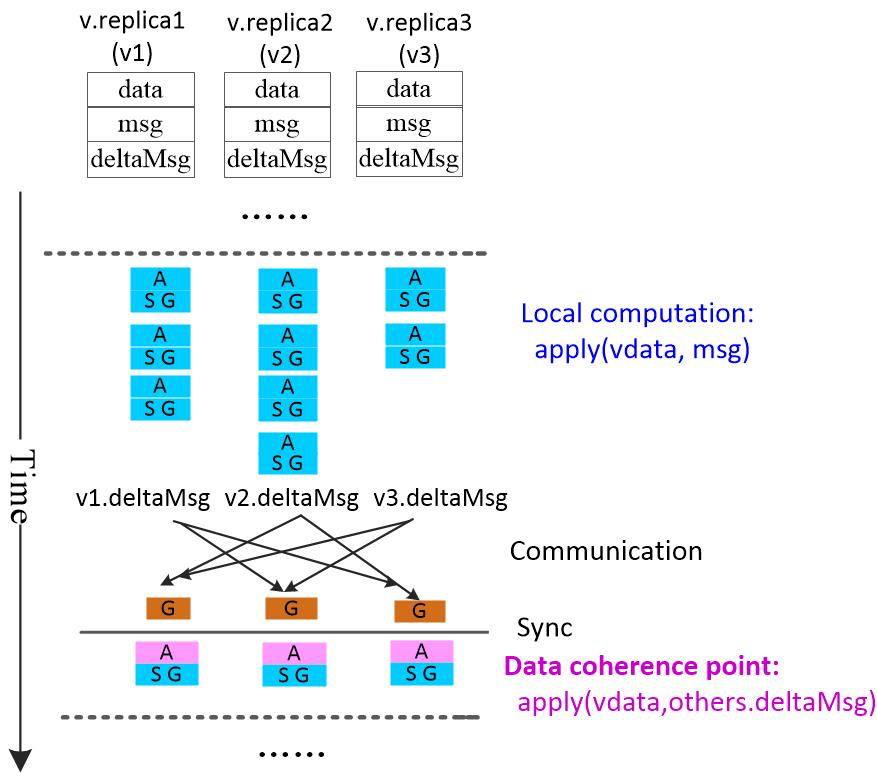 v.replica1 v.replica2 v.replica3
(v1) (v2) (v3)
data data data
msg msg msg
deltaMsg deltaMsg deltaMsg
......
A A A
S G S G S G
A A A
S G S G S G
A A
S G S G
A
S G
Local computation:
apply(vdata, msg)
Time
v1.deltaMsg v2.deltaMsg v3.deltaMsg
Communication
G G G
Sync
A A A
S G S G S G
Data coherence point:
apply(vdata,others.deltaMsg)
......